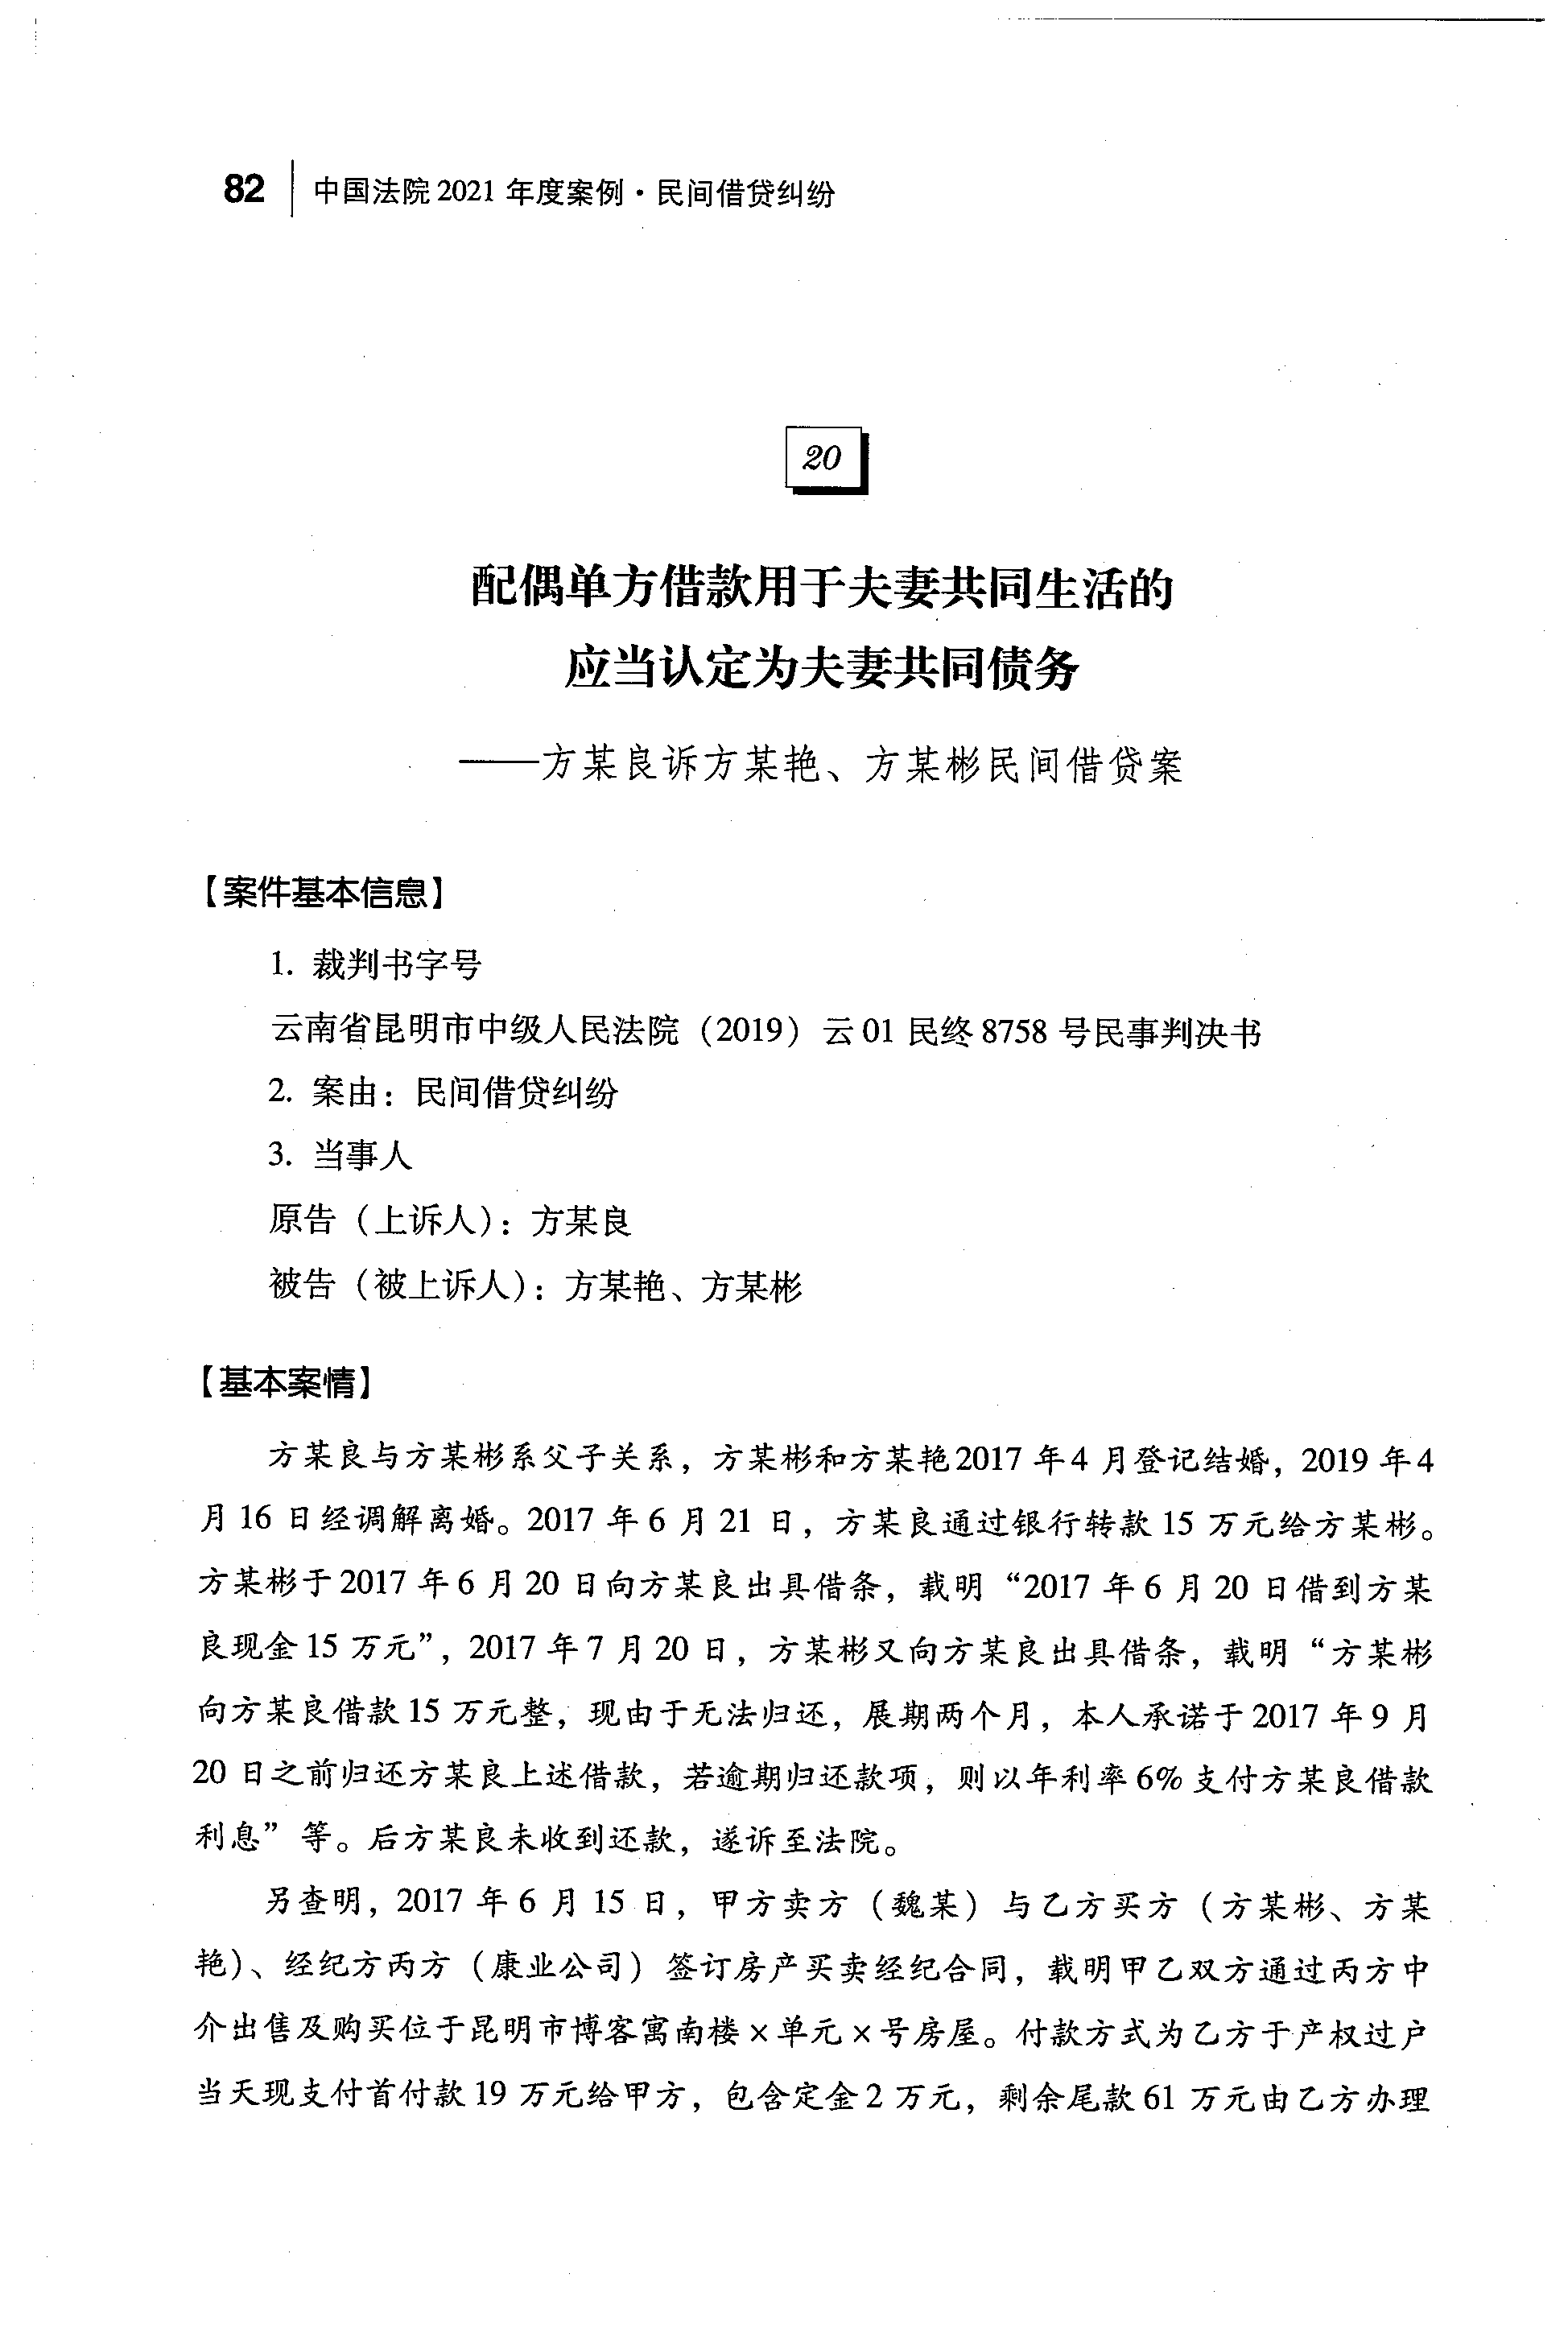 82 中国法院2021年度案例·民间借贷纠纷
20
配偶单方借款用于夫妻共同生活的
应当认定为夫妻共同债务
——方某良诉方某艳、方某彬民间借贷案
【案件基本信息】
1. 裁判书字号
云南省昆明市中级人民法院（2019）云01民终8758号民事判决书
2. 案由：民间借贷纠纷
3. 当事人
原告（上诉人）：方某良
被告（被上诉人）：方某艳、方某彬
【基本案情】
方某良与方某彬系父子关系，方某彬和方某艳2017年4月登记结婚，2019年4
月16日经调解离婚。2017年6月21日，方某良通过银行转款15万元给方某彬。
方某彬于2017年6月20日向方某良出具借条，载明“2017年6月20日借到方某
良现金15万元”，2017年7月20日，方某彬又向方某良出具借条，载明“方某彬
向方某良借款15万元整，现由于无法归还，展期两个月，本人承诺于2017年9月
20日之前归还方某良上述借款，若逾期归还款项，则以年利率6%支付方某良借款
利息”等。后方某良未收到还款，遂诉至法院。
另查明，2017年6月15日，甲方卖方（魏某）与乙方买方（方某彬、方某
艳）、经纪方丙方（康业公司）签订房产买卖经纪合同，载明甲乙双方通过丙方中
介出售及购买位于昆明市博客寓南楼×单元×号房屋。付款方式为乙方于产权过户
当天现支付首付款19万元给甲方，包含定金2万元，剩余尾款61万元由乙方办理